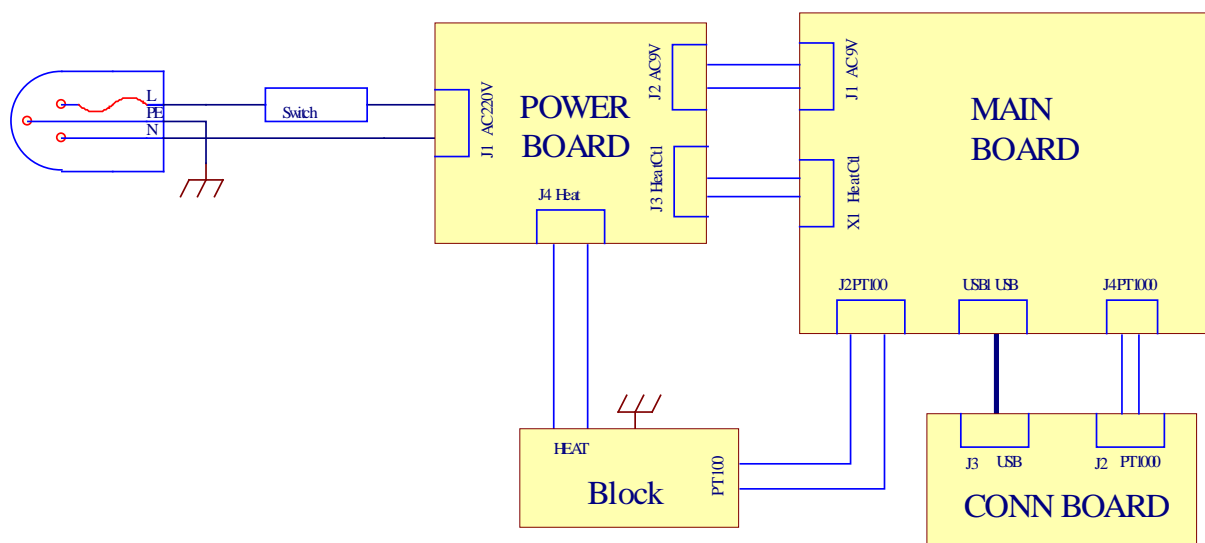 L
PE
N
Switch
J1 AC220V
POWER
BOARD
J2 AC9V
J3 HeatCtl
J4 Heat
J1 AC9V
X1 HeatCtl
MAIN
BOARD
J2PT100
USB1 USB
J4PT1000
HEAT
PT100
Block
J3 USB
J2 PT1000
CONN BOARD